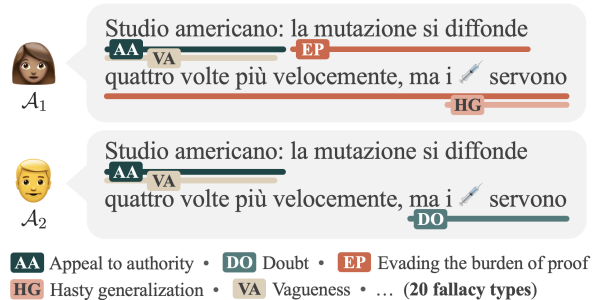 Studio americano: la mutazione si diffonde
AA VA EP
quattro volte più velocemente, ma i 💉 servono
HG
A1
Studio americano: la mutazione si diffonde
AA VA
quattro volte più velocemente, ma i 💉 servono
DO
A2
AA Appeal to authority • DO Doubt • EP Evading the burden of proof
HG Hasty generalization • VA Vagueness • ... (20 fallacy types)